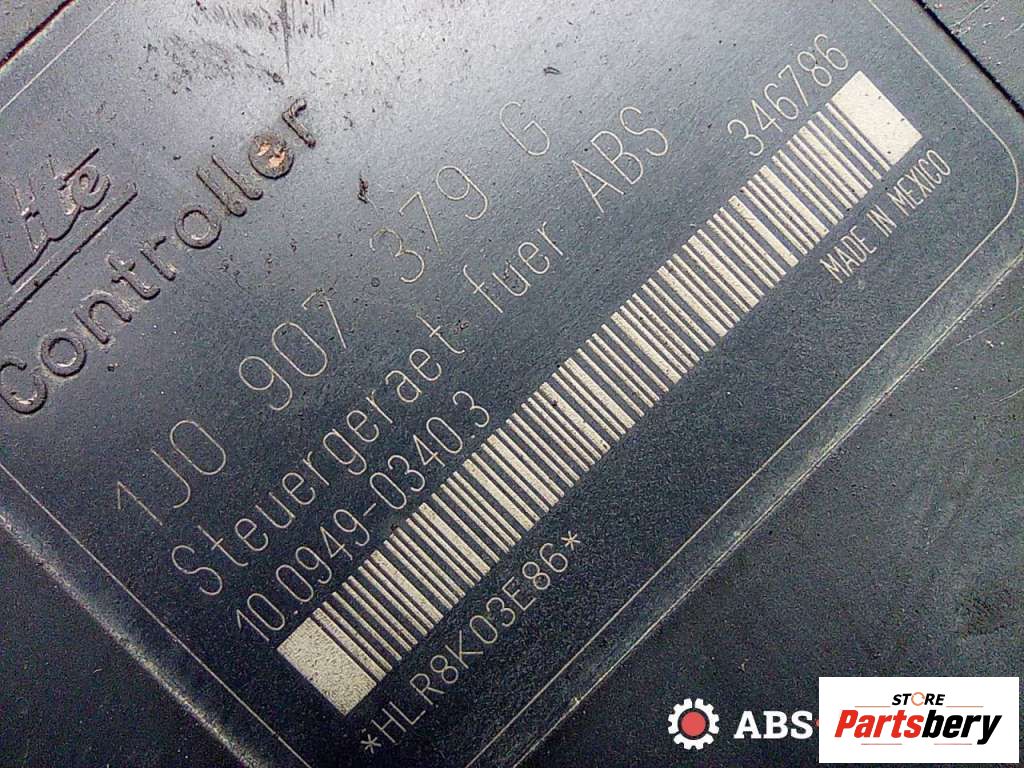 Ate
Controller
1J0 907 379 G
Steuergeraet fuer ABS
10.0949-0340.3
346786
MADE IN MEXICO
*HLR8K03E86*
ABS
STORE
Partsbery